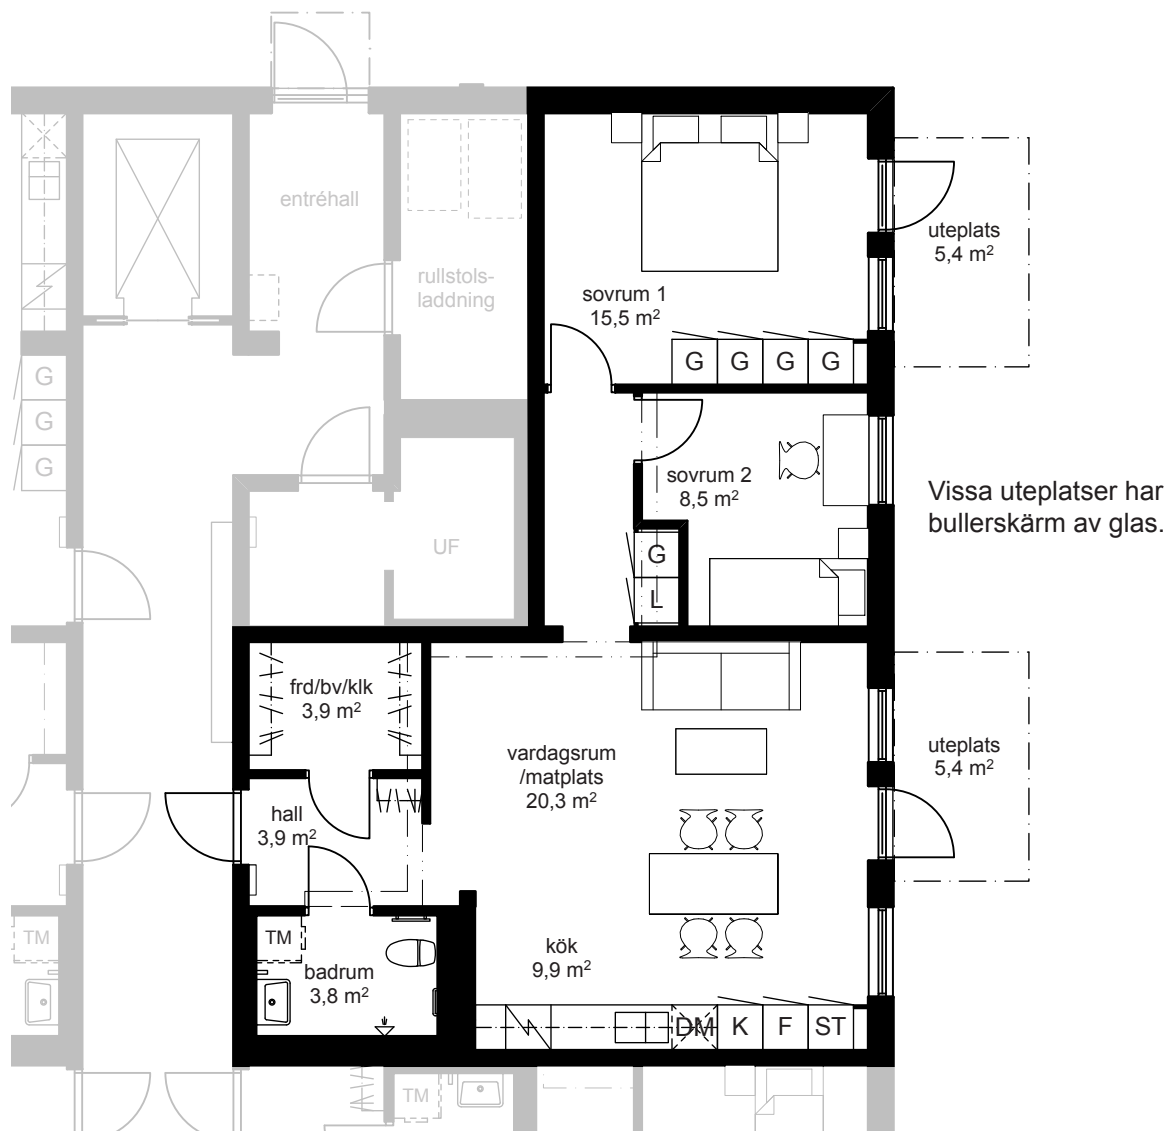 entréhall
rullstols-
laddning
uteplats
5,4 m²
sovrum 1
15,5 m²
G G G G
G
G
G
sovrum 2
8,5 m²
Vissa uteplatser har
bullerskärm av glas.
UF
G
L
frd/bv/klk
3,9 m²
vardagsrum
/matplats
20,3 m²
uteplats
5,4 m²
hall
3,9 m²
TM
TM
badrum
3,8 m²
kök
9,9 m²
DM K F ST
TM